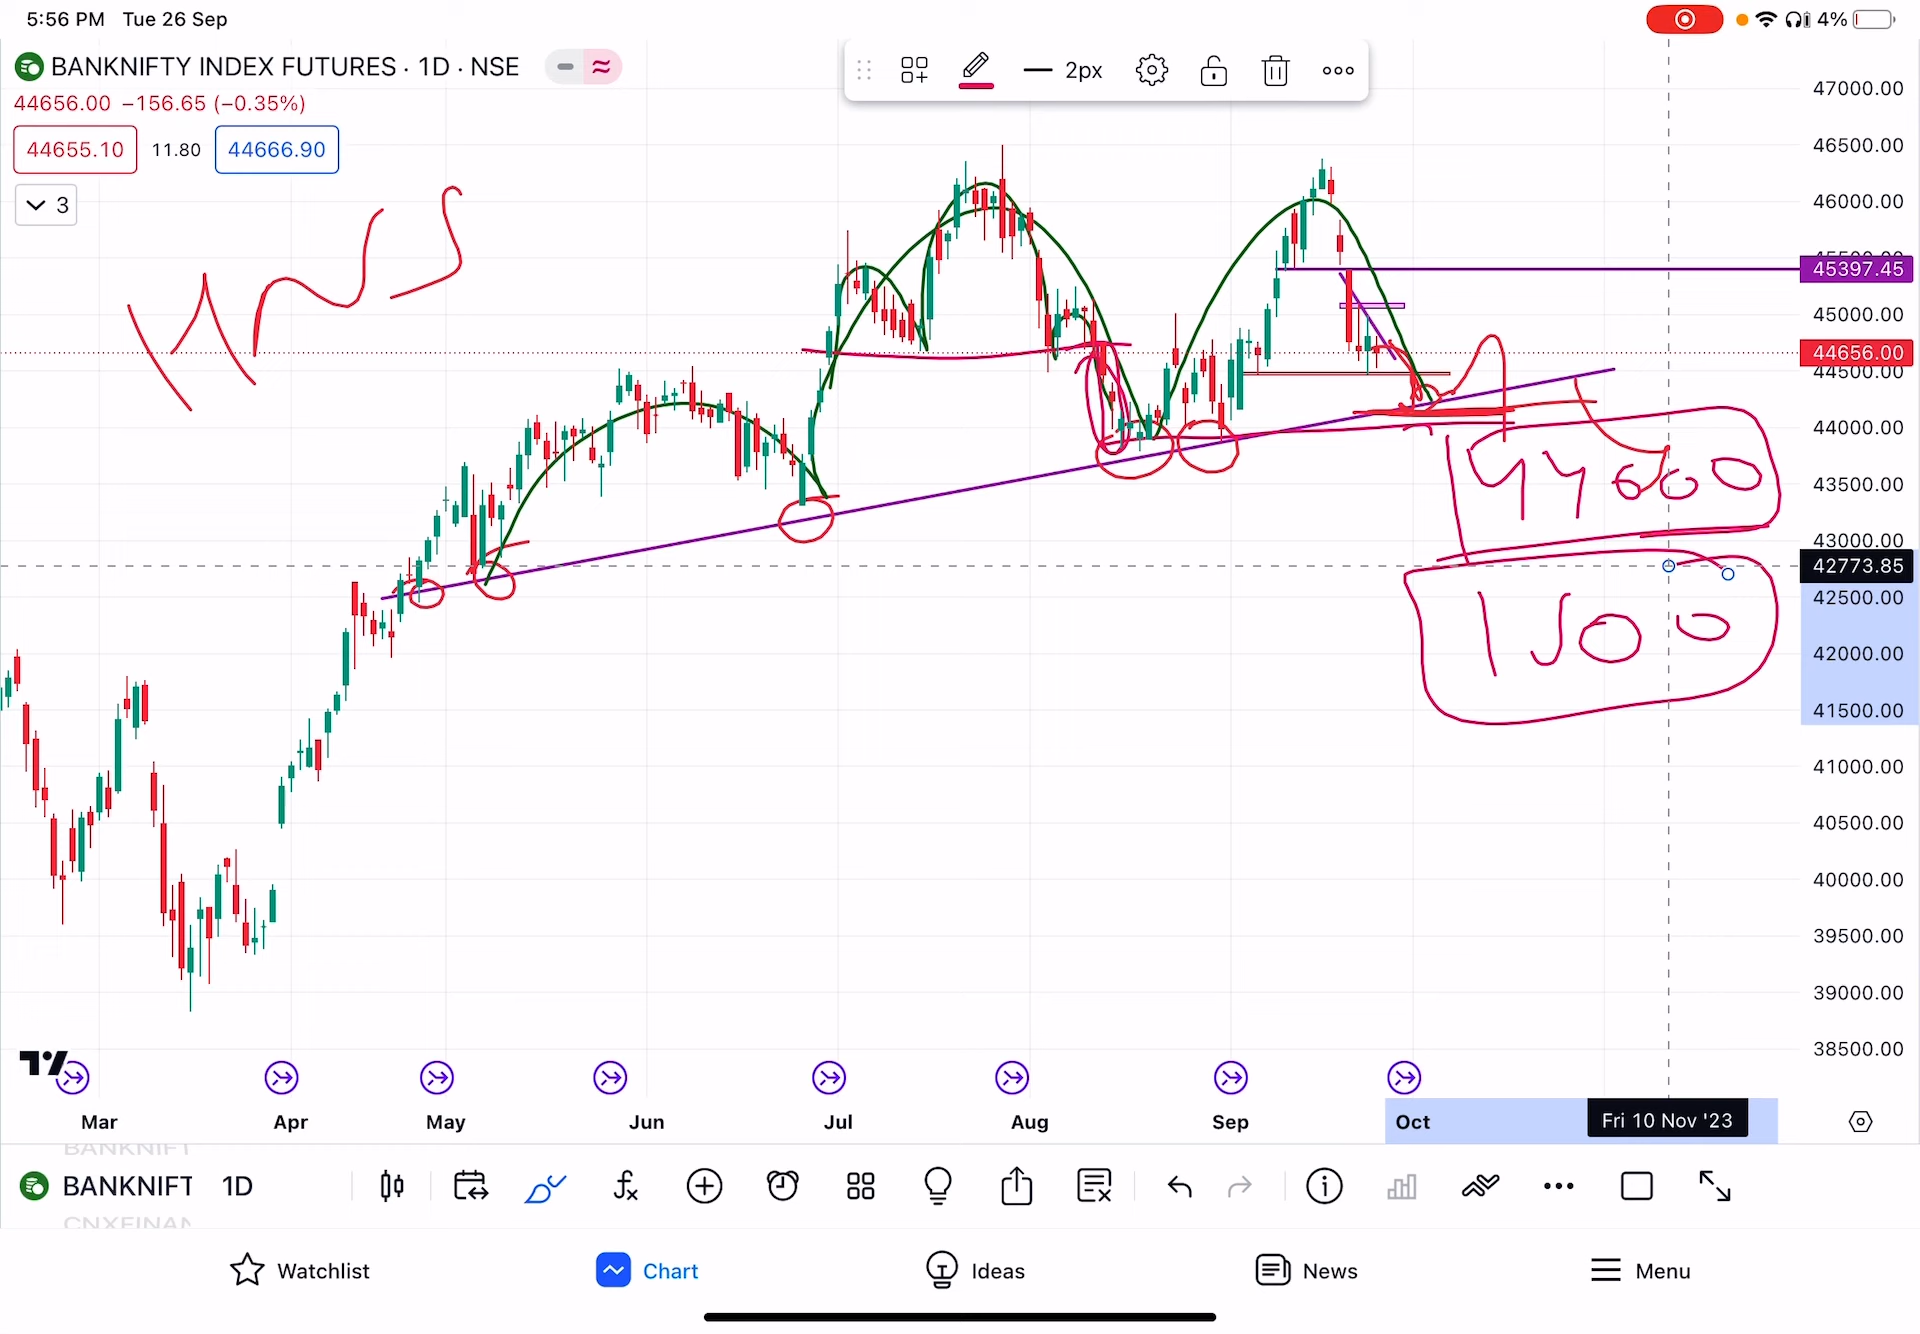 5:56 PM Tue 26 Sep
4%
BANKNIFTY INDEX FUTURES · 1D · NSE
2px
44656.00 −156.65 (−0.35%)
44655.10 11.80 44666.90
3
47000.00
46500.00
46000.00
45500.00
45397.45
45000.00
44656.00
44500.00
44000.00
43500.00
43000.00
42773.85
42500.00
42000.00
41500.00
41000.00
40500.00
40000.00
39500.00
39000.00
38500.00
44600
1500
Mar Apr May Jun Jul Aug Sep Oct Fri 10 Nov '23
BANKNIFT
BANKNIFT 1D
CNXFINAN
Watchlist Chart Ideas News Menu